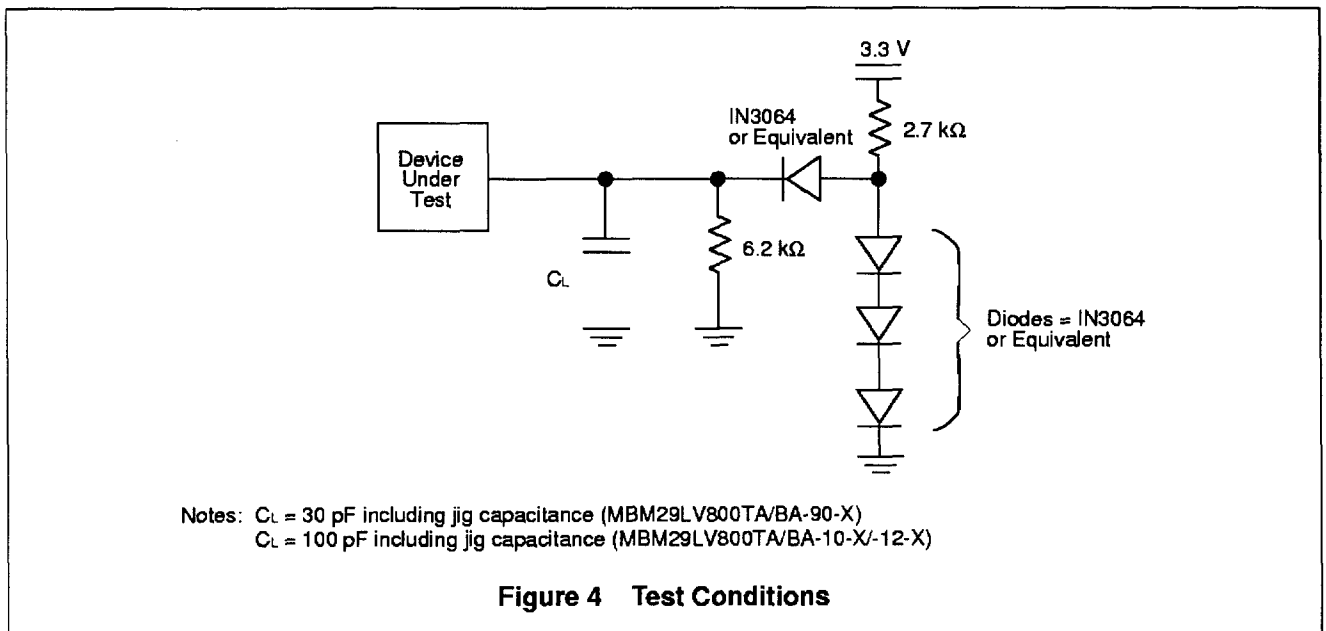 3.3 V
2.7 kΩ
IN3064
or Equivalent
Device
Under
Test
6.2 kΩ
CL
Diodes = IN3064
or Equivalent
Notes: CL = 30 pF including jig capacitance (MBM29LV800TA/BA-90-X)
CL = 100 pF including jig capacitance (MBM29LV800TA/BA-10-X/-12-X)
Figure 4 Test Conditions